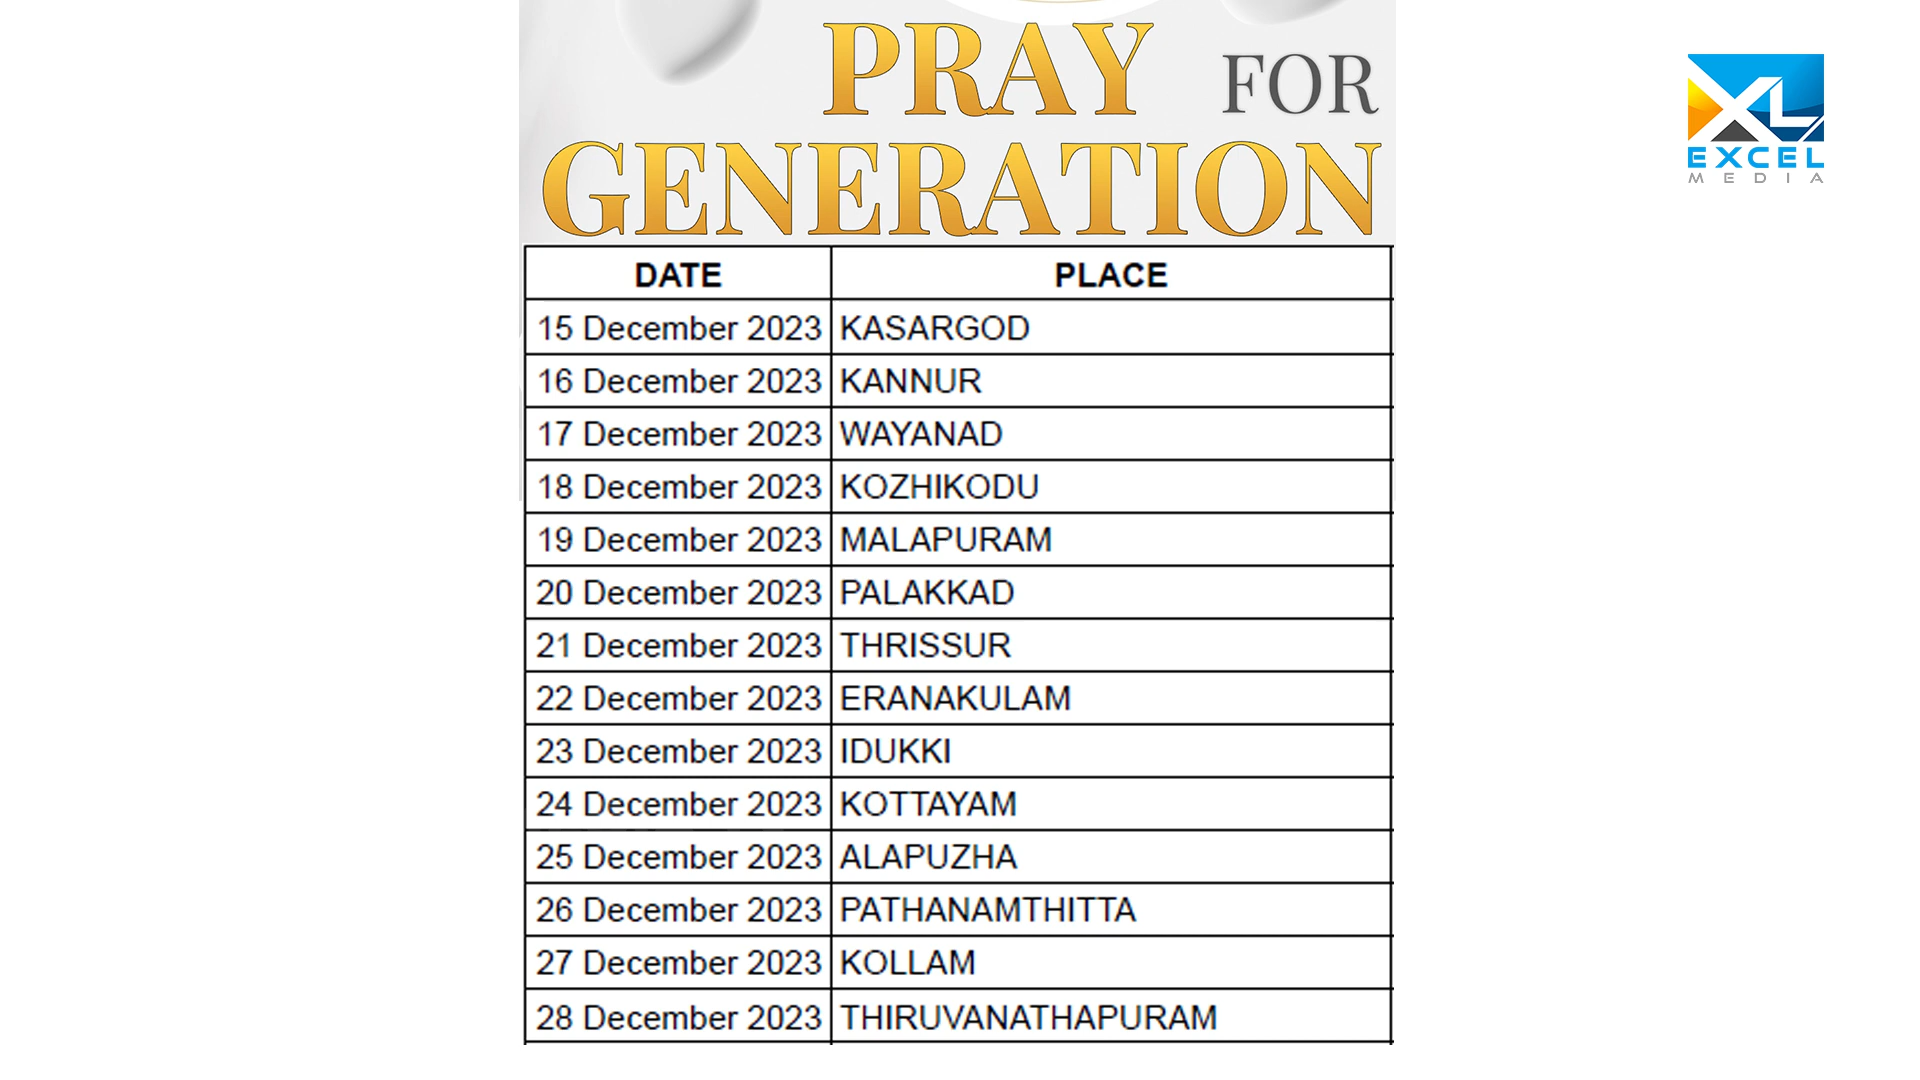 PRAY FOR
GENERATION
XL
EXCEL
MEDIA
DATE PLACE
15 December 2023 KASARGOD
16 December 2023 KANNUR
17 December 2023 WAYANAD
18 December 2023 KOZHIKODU
19 December 2023 MALAPURAM
20 December 2023 PALAKKAD
21 December 2023 THRISSUR
22 December 2023 ERANAKULAM
23 December 2023 IDUKKI
24 December 2023 KOTTAYAM
25 December 2023 ALAPUZHA
26 December 2023 PATHANAMTHITTA
27 December 2023 KOLLAM
28 December 2023 THIRUVANATHAPURAM